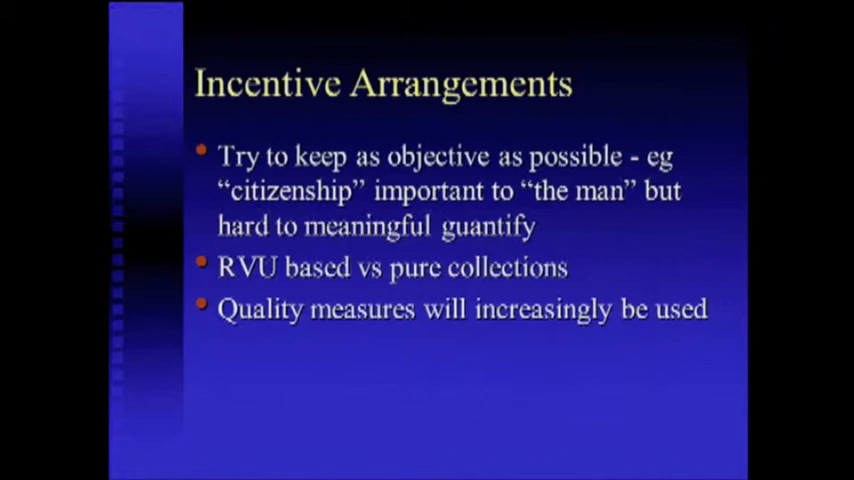 Incentive Arrangements
• Try to keep as objective as possible - eg
“citizenship” important to “the man” but
hard to meaningful guantify
• RVU based vs pure collections
• Quality measures will increasingly be used